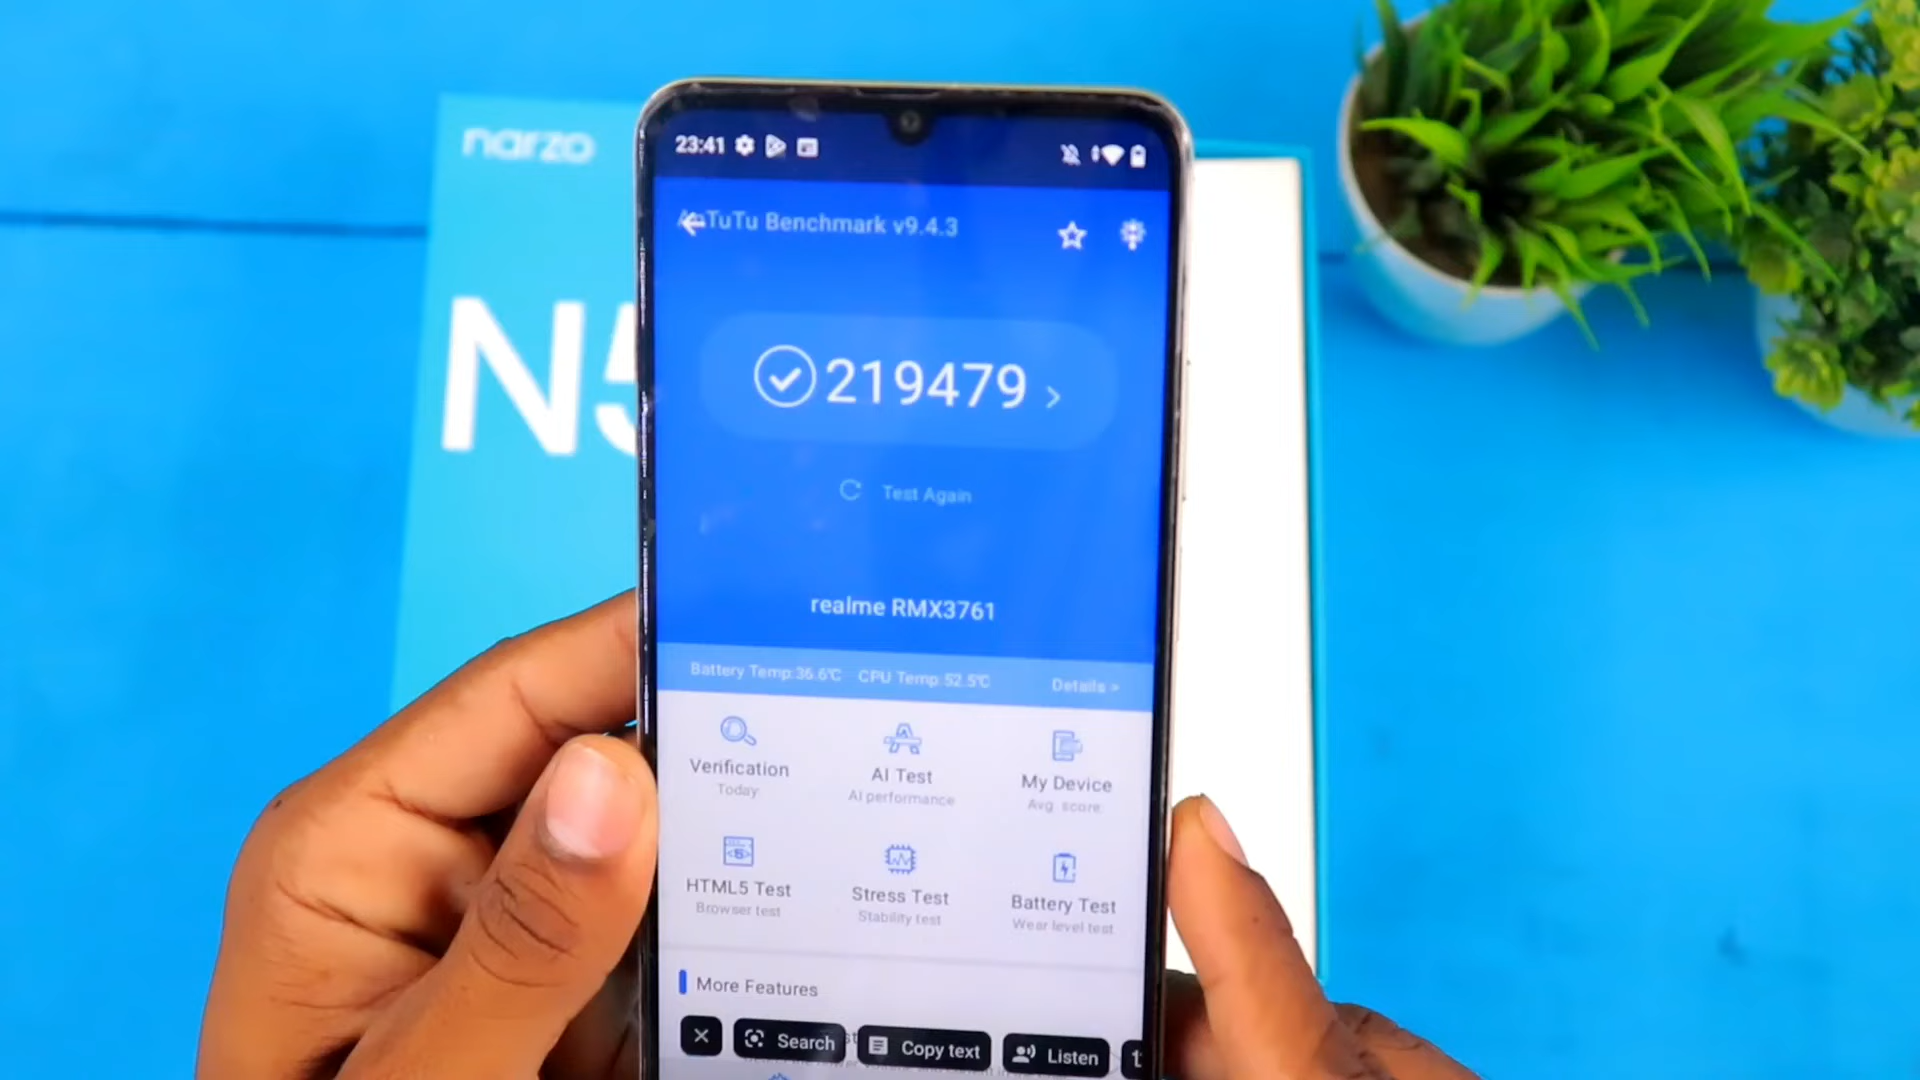 narzo
N5
23:41
AnTuTu Benchmark v9.4.3
219479 >
Test Again
realme RMX3761
Battery Temp:36.6℃ CPU Temp:52.5℃ Details >
Verification
Today
AI Test
AI performance
My Device
Avg. score
HTML5 Test
Browser test
Stress Test
Stability test
Battery Test
Wear level test
More Features
Search
Copy text
Listen